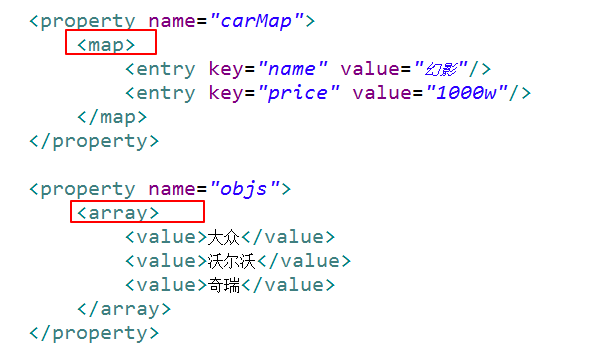 <property name="carMap">
<map>
<entry key="name" value="幻影"/>
<entry key="price" value="1000w"/>
</map>
</property>
<property name="objs">
<array>
<value>大众</value>
<value>沃尔沃</value>
<value>奇瑞</value>
</array>
</property>